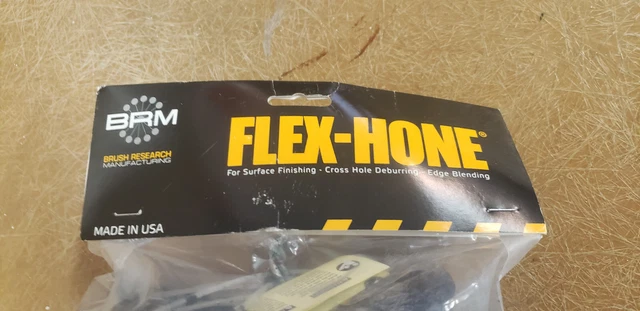 BRM
BRUSH RESEARCH
MANUFACTURING
FLEX-HONE®
For Surface Finishing · Cross Hole Deburring · Edge Blending
MADE IN USA